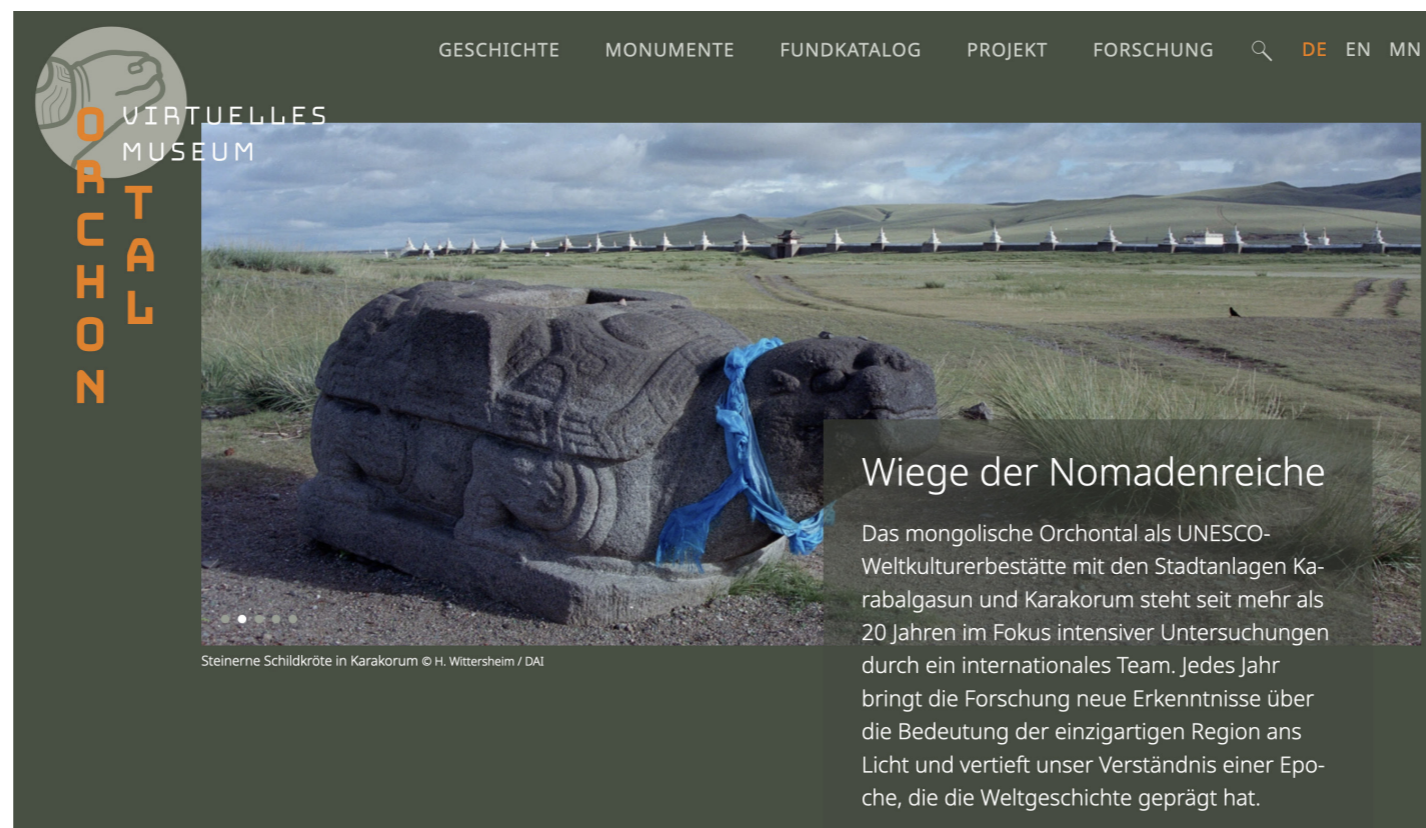 GESCHICHTE MONUMENTE FUNDKATALOG PROJEKT FORSCHUNG DE EN MN
ORCHON
TAL
VIRTUELLES
MUSEUM
Steinerne Schildkröte in Karakorum © H. Wittersheim / DAI
Wiege der Nomadenreiche
Das mongolische Orchontal als UNESCO-
Weltkulturerbestätte mit den Stadtanlagen Ka-
rabalgasun und Karakorum steht seit mehr als
20 Jahren im Fokus intensiver Untersuchungen
durch ein internationales Team. Jedes Jahr
bringt die Forschung neue Erkenntnisse über
die Bedeutung der einzigartigen Region ans
Licht und vertieft unser Verständnis einer Epo-
che, die die Weltgeschichte geprägt hat.